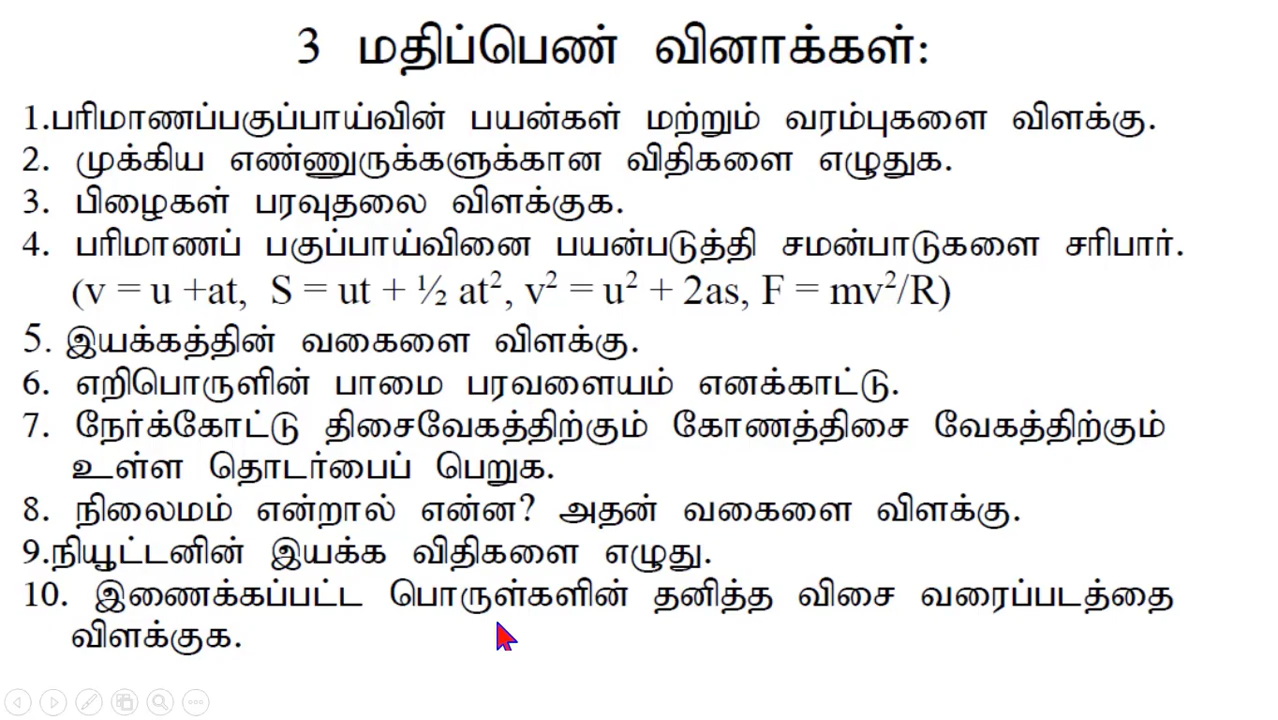 3 மதிப்பெண் வினாக்கள்:
1.பரிமாணப்பகுப்பாய்வின் பயன்கள் மற்றும் வரம்புகளை விளக்கு.
2. முக்கிய எண்ணுருக்களுக்கான விதிகளை எழுதுக.
3. பிழைகள் பரவுதலை விளக்குக.
4. பரிமாணப் பகுப்பாய்வினை பயன்படுத்தி சமன்பாடுகளை சரிபார்.
(v = u +at, S = ut + ½ at², v² = u² + 2as, F = mv²/R)
5. இயக்கத்தின் வகைளை விளக்கு.
6. எறிபொருளின் பாமை பரவளையம் எனக்காட்டு.
7. நேர்க்கோட்டு திசைவேகத்திற்கும் கோணத்திசை வேகத்திற்கும்
உள்ள தொடர்பைப் பெறுக.
8. நிலைமம் என்றால் என்ன? அதன் வகைளை விளக்கு.
9.நியூட்டனின் இயக்க விதிகளை எழுது.
10. இணைக்கப்பட்ட பொருள்களின் தனித்த விசை வரைப்படத்தை
விளக்குக.